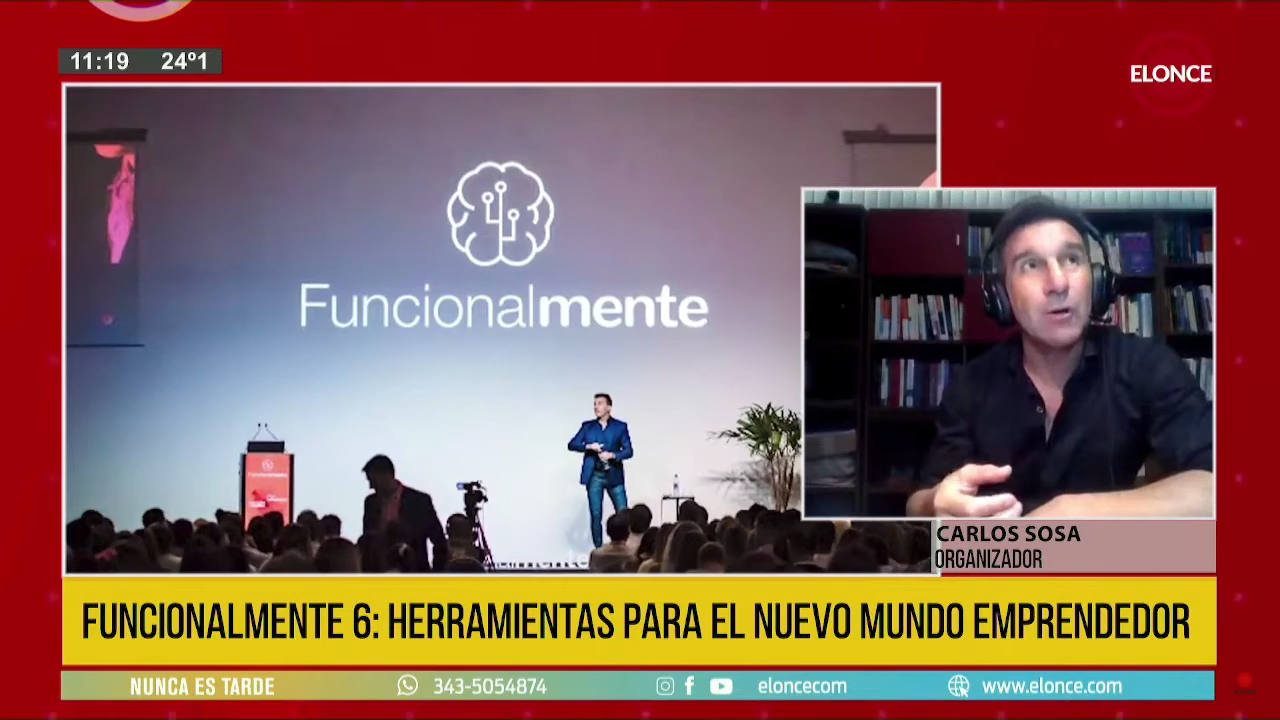 11:19 24º1
ELONCE
Funcionalmente
Funcionalmente
CARLOS SOSA
ORGANIZADOR
FUNCIONALMENTE 6: HERRAMIENTAS PARA EL NUEVO MUNDO EMPRENDEDOR
NUNCA ES TARDE 343-5054874 eloncecom www.elonce.com